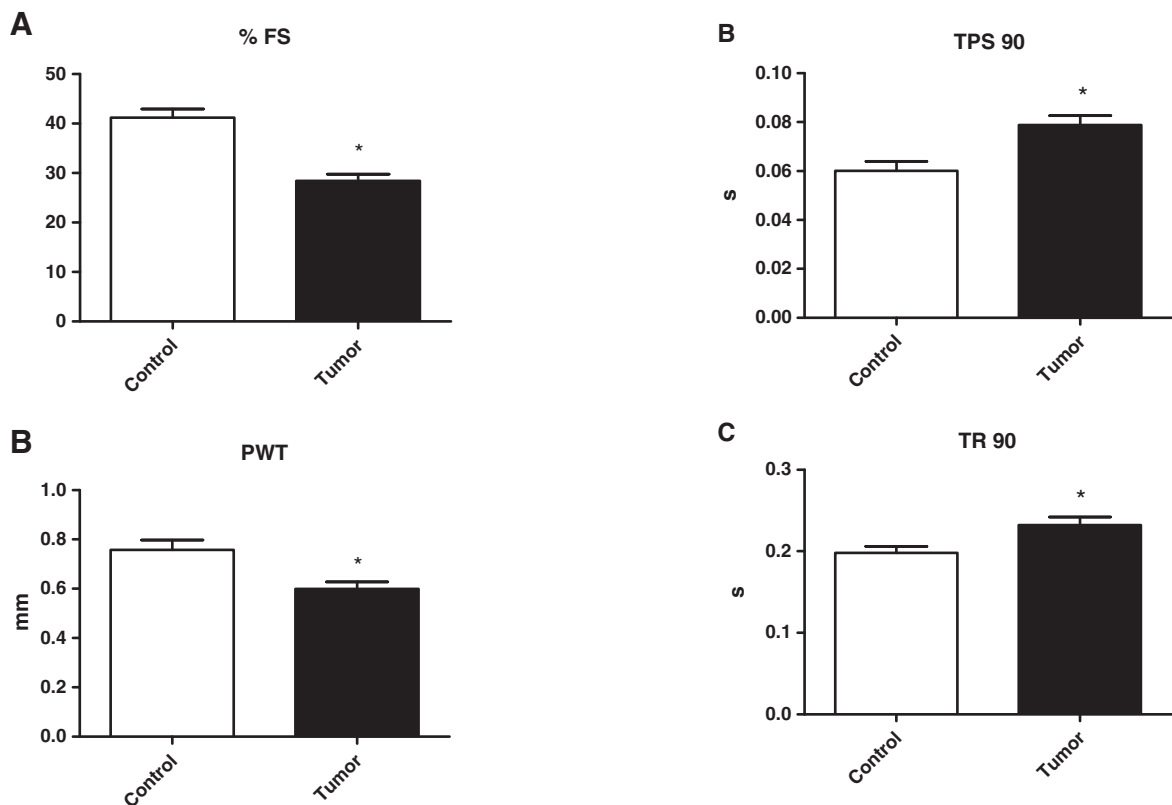 A
% FS
50
40
30
20
10
0
*
Control
Tumor
B
TPS 90
0.10
0.08
0.06
0.04
0.02
0.00
s
*
Control
Tumor
B
PWT
1.0
0.8
0.6
0.4
0.2
0.0
mm
*
Control
Tumor
C
TR 90
0.3
0.2
0.1
0.0
s
*
Control
Tumor